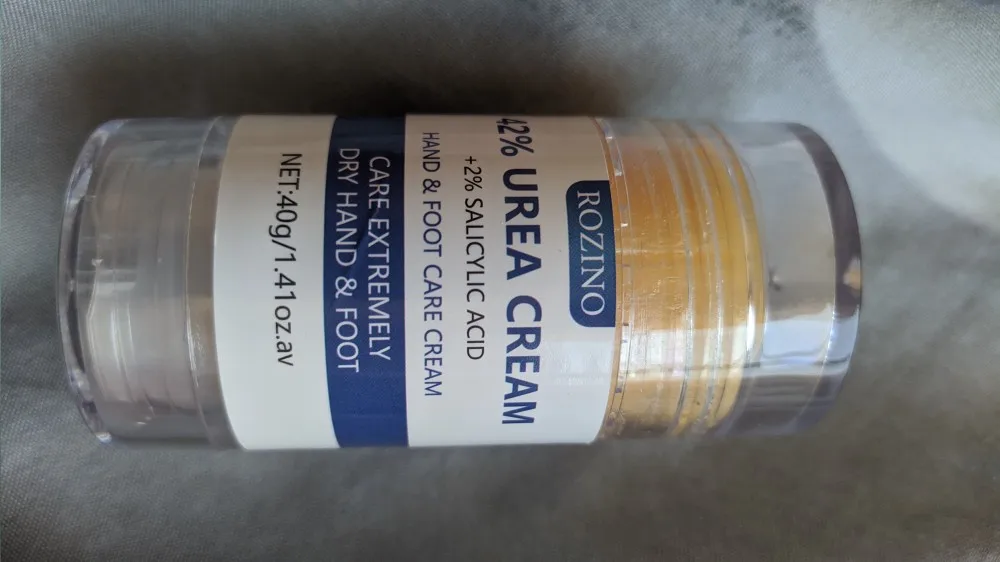 ROZINO
42% UREA CREAM
+2% SALICYLIC ACID
HAND & FOOT CARE CREAM
CARE EXTREMELY
DRY HAND & FOOT
NET:40g/1.41oz.av